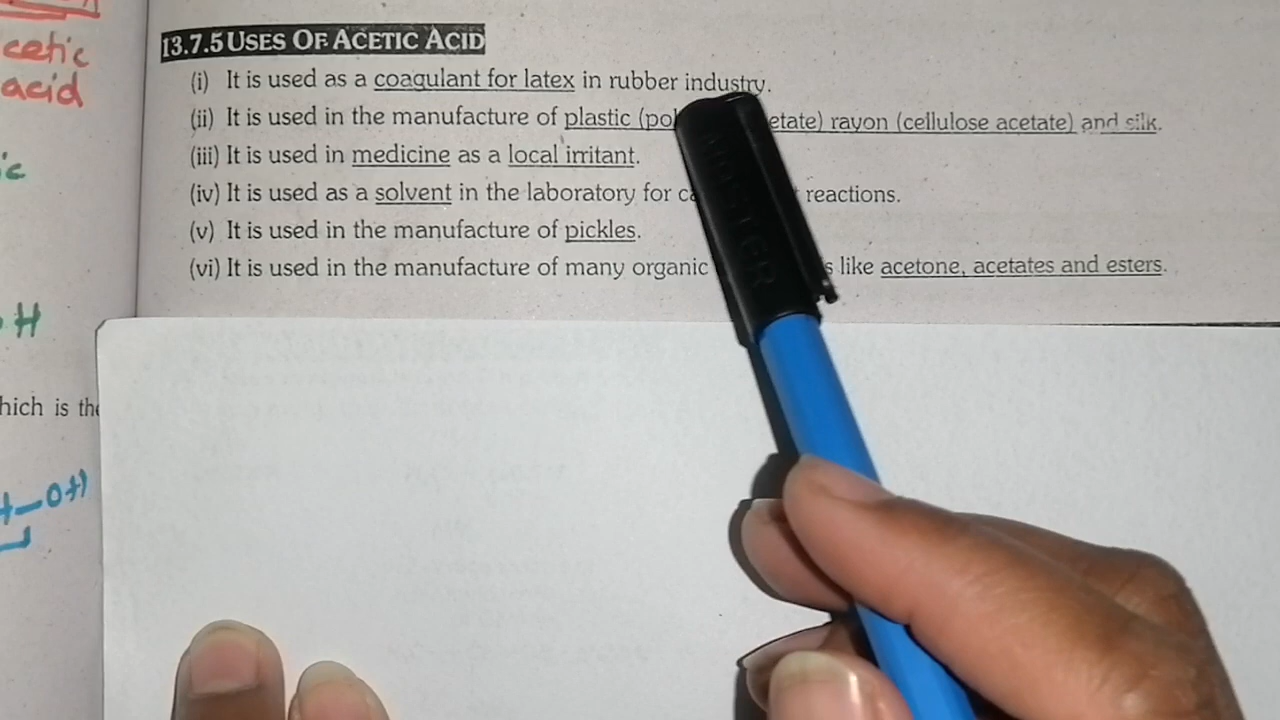 cetic
acid
ic
H
hich is the
OH
13.7.5 USES OF ACETIC ACID
(i) It is used as a coagulant for latex in rubber industry.
(ii) It is used in the manufacture of plastic (pol etate) rayon (cellulose acetate) and silk.
(iii) It is used in medicine as a local irritant.
(iv) It is used as a solvent in the laboratory for ca reactions.
(v) It is used in the manufacture of pickles.
(vi) It is used in the manufacture of many organic s like acetone, acetates and esters.